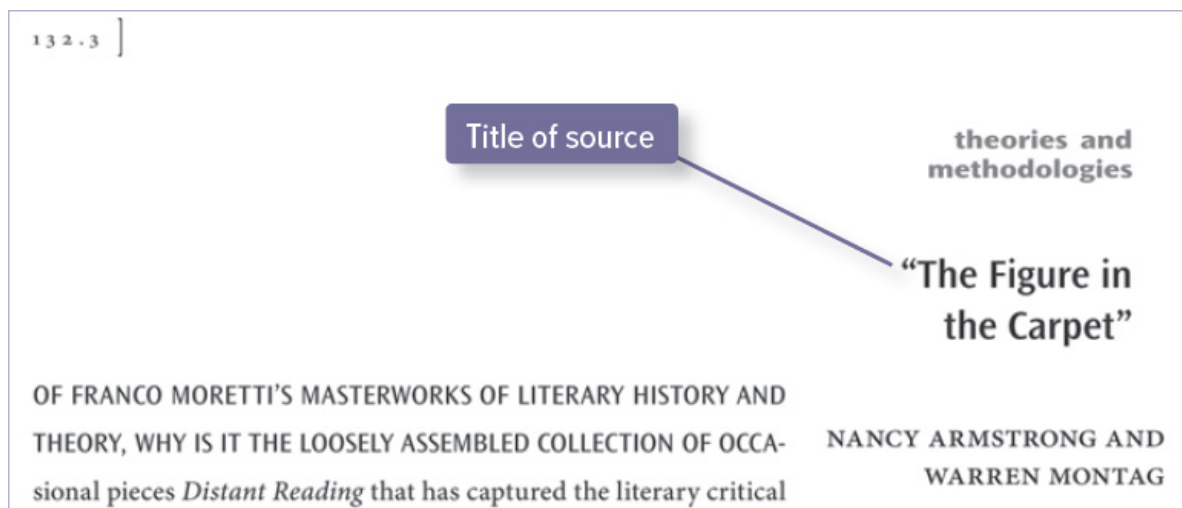 132.3 ]
Title of source
theories and
methodologies
“The Figure in
the Carpet”
OF FRANCO MORETTI’S MASTERWORKS OF LITERARY HISTORY AND
THEORY, WHY IS IT THE LOOSELY ASSEMBLED COLLECTION OF OCCA-
sional pieces Distant Reading that has captured the literary critical
NANCY ARMSTRONG AND
WARREN MONTAG